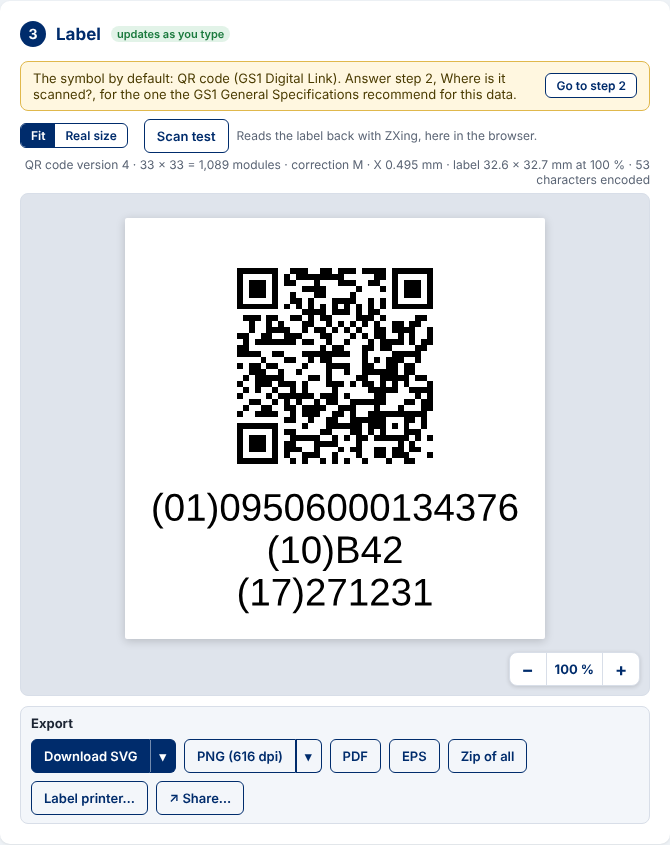 3 Label updates as you type
The symbol by default: QR code (GS1 Digital Link). Answer step 2, Where is it
scanned?, for the one the GS1 General Specifications recommend for this data.
Go to step 2
Fit Real size Scan test Reads the label back with ZXing, here in the browser.
QR code version 4 · 33 × 33 = 1,089 modules · correction M · X 0.495 mm · label 32.6 × 32.7 mm at 100 % · 53
characters encoded
(01)09506000134376
(10)B42
(17)271231
− 100 % +
Export
Download SVG ▾ PNG (616 dpi) ▾ PDF EPS Zip of all
Label printer... ↗ Share...